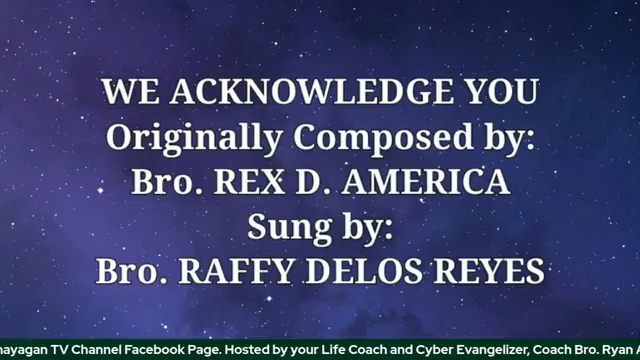 WE ACKNOWLEDGE YOU
Originally Composed by:
Bro. REX D. AMERICA
Sung by:
Bro. RAFFY DELOS REYES
TV Channel Facebook Page. Hosted by your Life Coach and Cyber Evangelizer, Coach Bro. Ryan